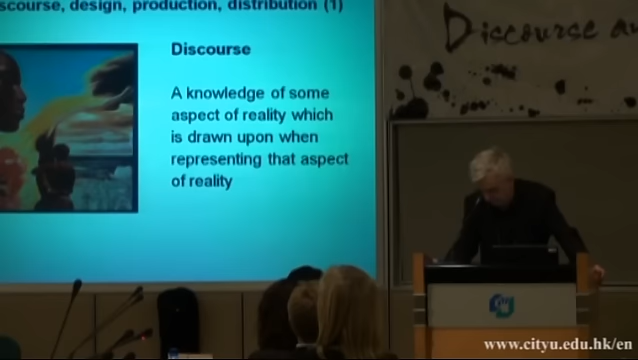 scourse, design, production, distribution (1)
Discourse
A knowledge of some
aspect of reality which
is drawn upon when
representing that aspect
of reality
Discourse an
www.cityu.edu.hk/en